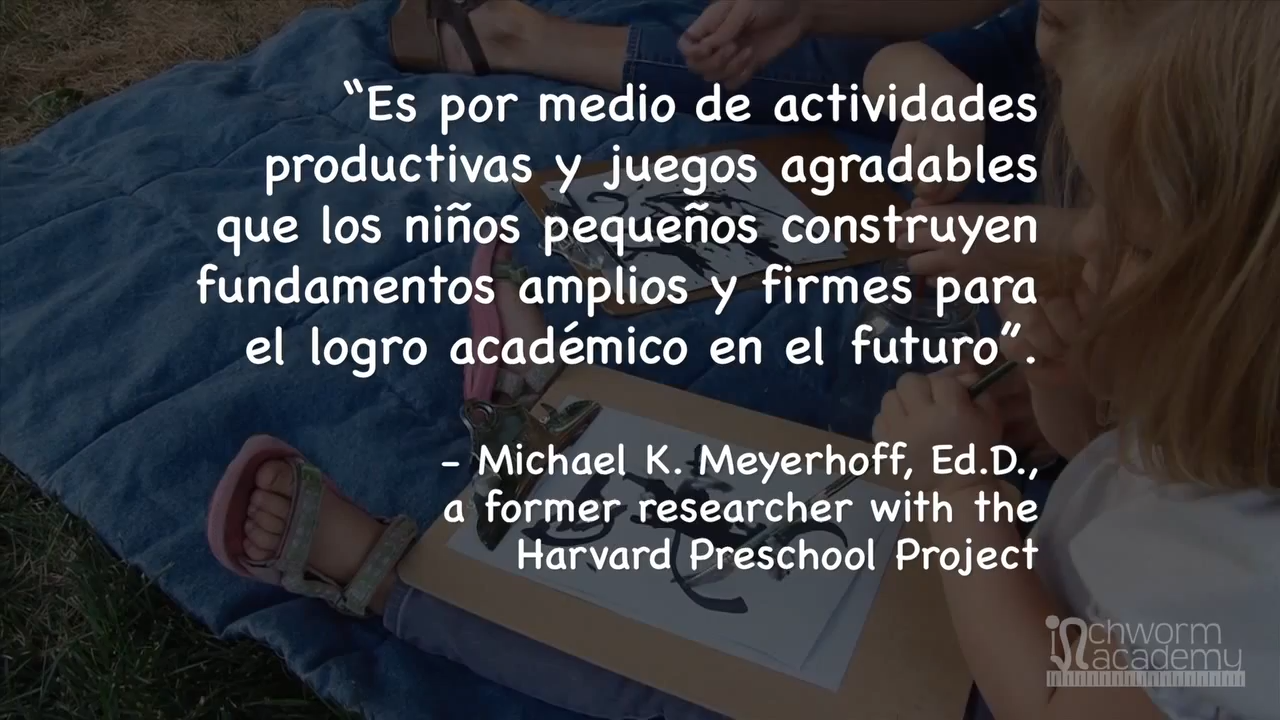 “Es por medio de actividades
productivas y juegos agradables
que los niños pequeños construyen
fundamentos amplios y firmes para
el logro académico en el futuro”.
– Michael K. Meyerhoff, Ed.D.,
a former researcher with the
Harvard Preschool Project
inchworm
academy